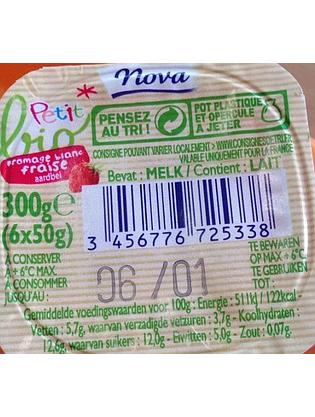 nova
Petit
bio
fromage blanc
fraise
aardbei
PENSEZ
AU TRI !
POT PLASTIQUE
ET OPERCULE
À JETER
CONSIGNE POUVANT VARIER LOCALEMENT > WWW.CONSIGNESDETRI.FR
VALABLE UNIQUEMENT POUR LA FRANCE
Bevat : MELK / Contient : LAIT
300g e
(6x50g)
3 456776 725338
À CONSERVER
À + 6°C MAX.
À CONSOMMER
JUSQU'AU :
06 /01
TE BEWAREN
OP MAX + 6°C
TE GEBRUIKEN
TOT :
Gemiddelde voedingswaarden voor 100g : Energie : 511kJ / 122kcal -
Vetten : 5,7g, waarvan verzadigde vetzuren : 3,7g - Koolhydraten :
12,6g, waarvan suikers : 12,0g - Eiwitten : 5,0g - Zout : 0,07g.